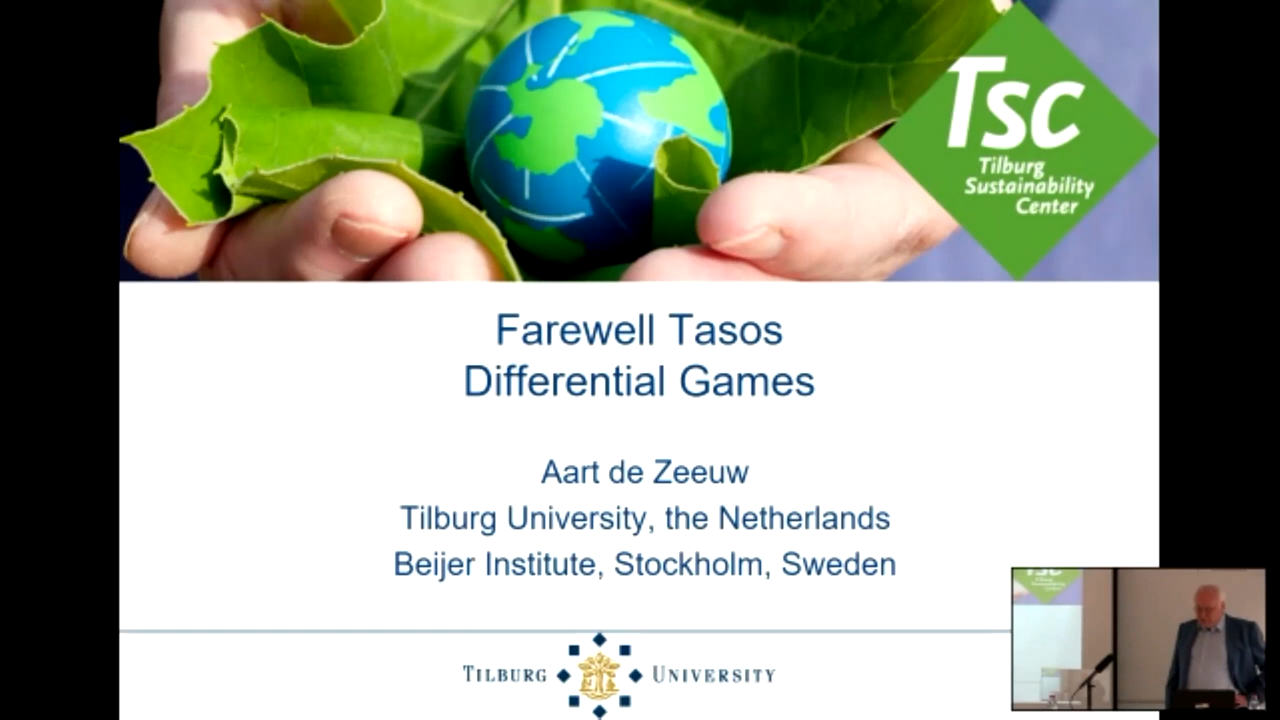 Tsc
Tilburg
Sustainability
Center
Farewell Tasos
Differential Games
Aart de Zeeuw
Tilburg University, the Netherlands
Beijer Institute, Stockholm, Sweden
TILBURG UNIVERSITY